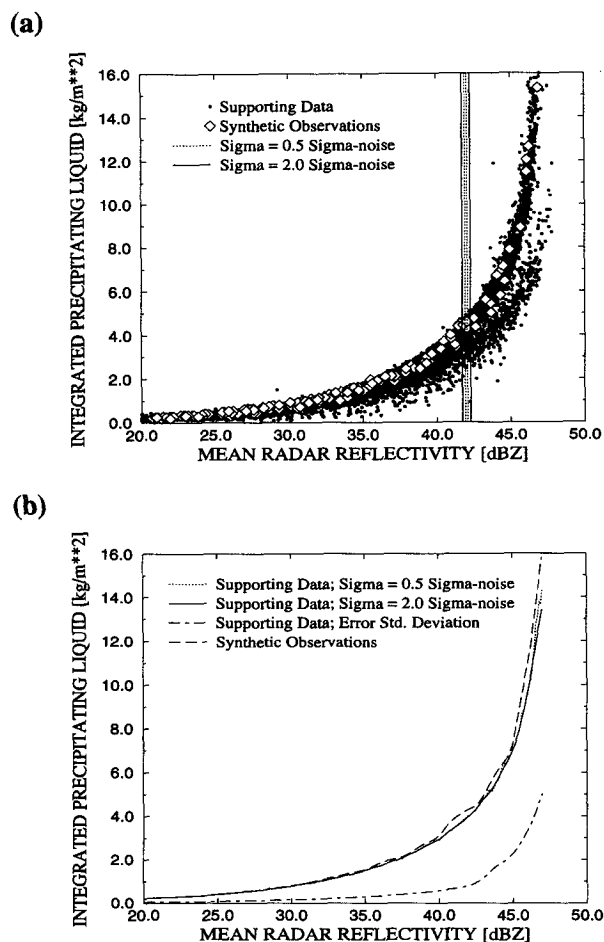 (a)
INTEGRATED PRECIPITATING LIQUID [kg/m**2]
16.0
14.0
12.0
10.0
8.0
6.0
4.0
2.0
0.0
Supporting Data
Synthetic Observations
Sigma = 0.5 Sigma-noise
Sigma = 2.0 Sigma-noise
20.0 25.0 30.0 35.0 40.0 45.0 50.0
MEAN RADAR REFLECTIVITY [dBZ]
(b)
INTEGRATED PRECIPITATING LIQUID [kg/m**2]
16.0
14.0
12.0
10.0
8.0
6.0
4.0
2.0
0.0
Supporting Data; Sigma = 0.5 Sigma-noise
Supporting Data; Sigma = 2.0 Sigma-noise
Supporting Data; Error Std. Deviation
Synthetic Observations
20.0 25.0 30.0 35.0 40.0 45.0 50.0
MEAN RADAR REFLECTIVITY [dBZ]